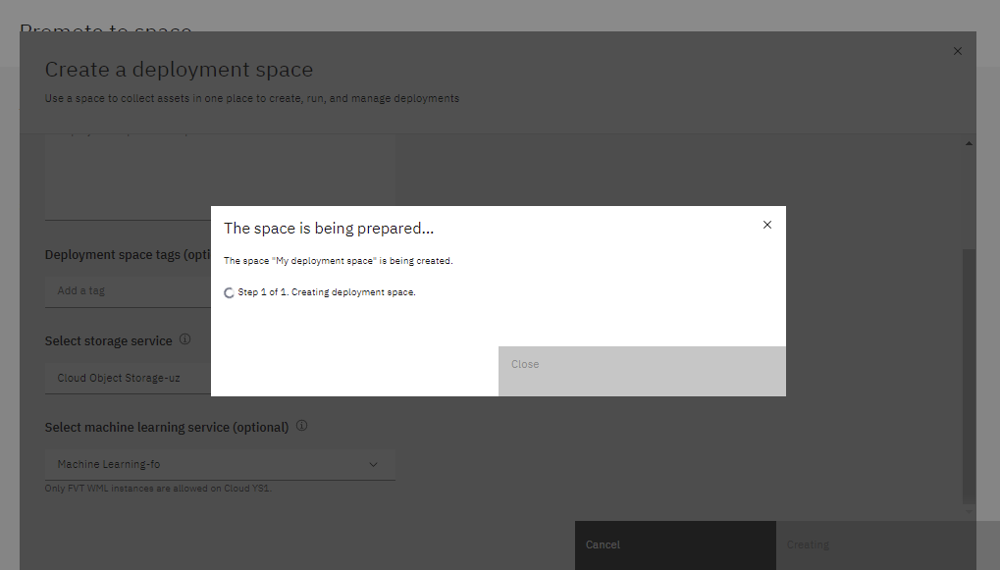 Promote to space
Create a deployment space
Use a space to collect assets in one place to create, run, and manage deployments
The space is being prepared...
The space "My deployment space" is being created.
Step 1 of 1. Creating deployment space.
Close
Deployment space tags (opti
Add a tag
Select storage service
Cloud Object Storage-uz
Select machine learning service (optional)
Machine Learning-fo
Only FVT WML instances are allowed on Cloud YS1.
Cancel
Creating